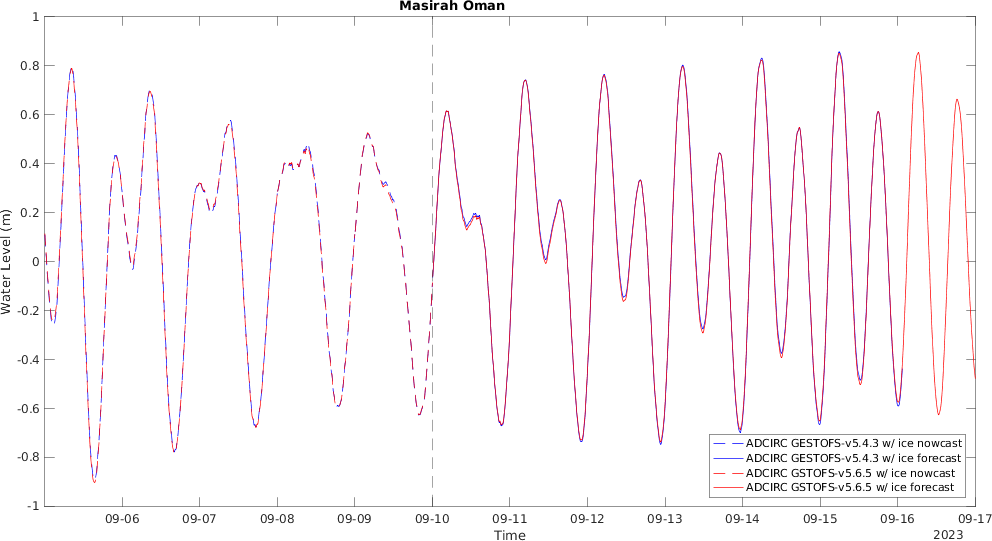 Masirah Oman
1
0.8
0.6
0.4
0.2
0
-0.2
-0.4
-0.6
-0.8
-1
Water Level (m)
ADCIRC GESTOFS-v5.4.3 w/ ice nowcast
ADCIRC GESTOFS-v5.4.3 w/ ice forecast
ADCIRC GSTOFS-v5.6.5 w/ ice nowcast
ADCIRC GSTOFS-v5.6.5 w/ ice forecast
09-06 09-07 09-08 09-09 09-10 09-11 09-12 09-13 09-14 09-15 09-16 09-17
Time
2023